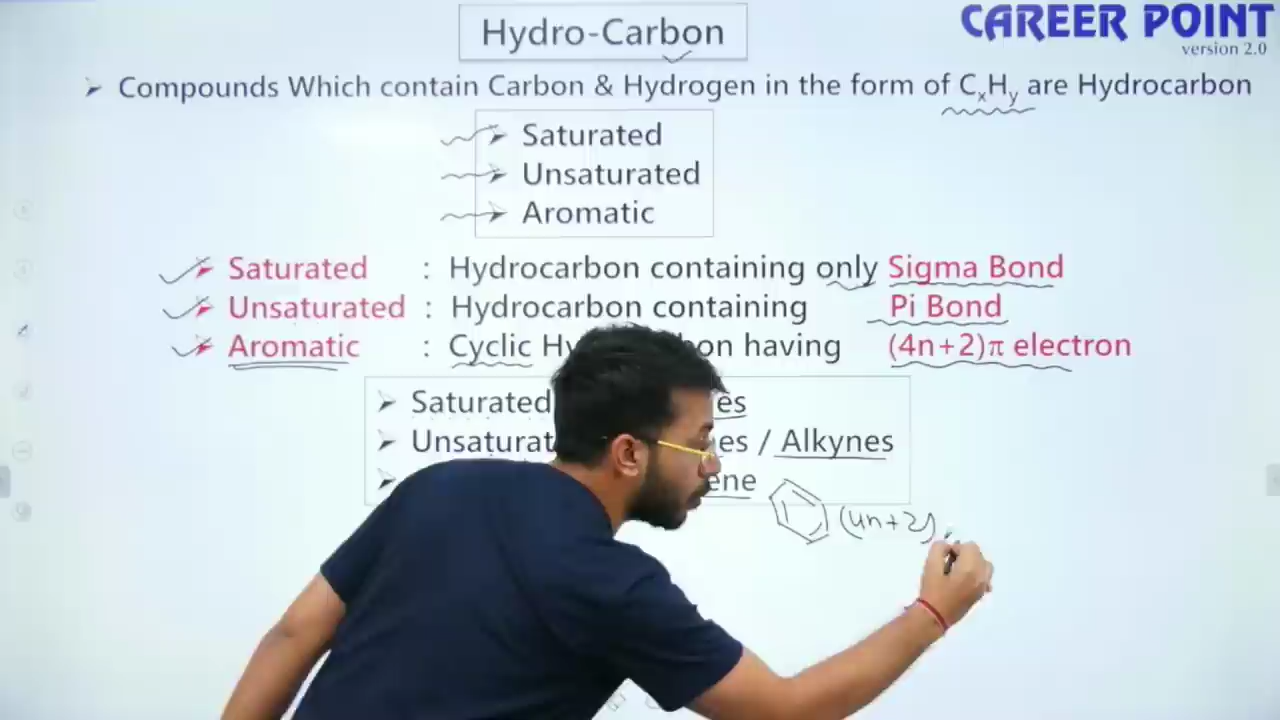 Hydro-Carbon
CAREER POINT
version 2.0
➤ Compounds Which contain Carbon & Hydrogen in the form of CxHy are Hydrocarbon
➤ Saturated
➤ Unsaturated
➤ Aromatic
➤ Saturated : Hydrocarbon containing only Sigma Bond
➤ Unsaturated : Hydrocarbon containing Pi Bond
➤ Aromatic : Cyclic Hy on having (4n+2)π electron
➤ Saturated es
➤ Unsaturat es / Alkynes
➤ ene
(4n+2)